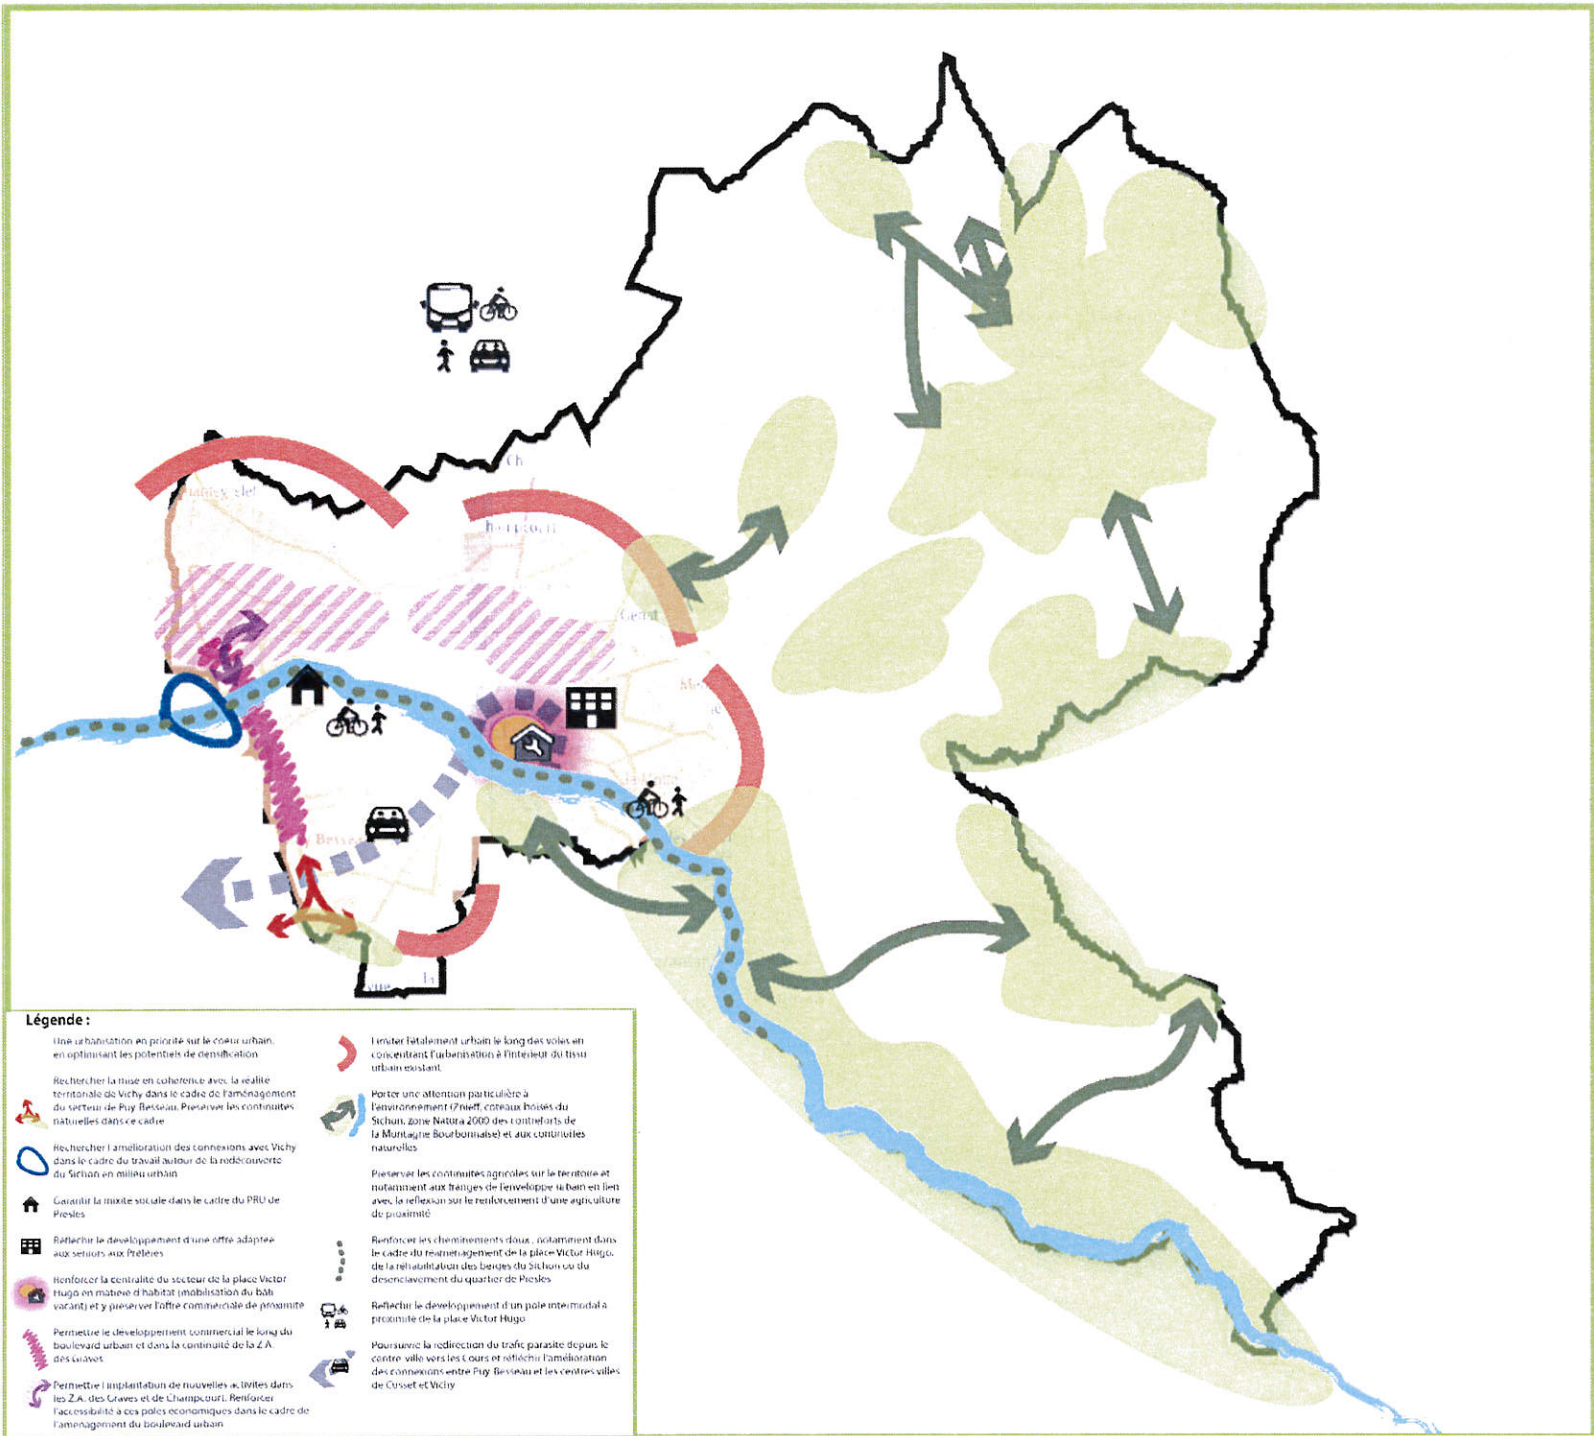 Ch
Champcourt
Genat
Besse
la
vue
Légende :
Une urbanisation en priorité sur le coeur urbain,
en optimisant les potentiels de densification
Rechercher la mise en cohérence avec la réalité
territoriale de Vichy dans le cadre de l'aménagement
du secteur de Puy Besseau. Préserver les continuités
naturelles dans ce cadre
Rechercher l'amélioration des connexions avec Vichy
dans le cadre du travail autour de la redécouverte
du Sichon en milieu urbain
Garantir la mixité sociale dans le cadre du PRU de
Presles
Réfléchir le développement d'une offre adaptée
aux seniors aux Prélères
Renforcer la centralité du secteur de la place Victor
Hugo en matière d'habitat (mobilisation du bâti
vacant) et y préserver l'offre commerciale de proximité
Permettre le développement commercial le long du
boulevard urbain et dans la continuité de la Z.A.
des Graves
Permettre l'implantation de nouvelles activités dans
les Z.A. des Graves et de Champcourt. Renforcer
l'accessibilité à ces pôles économiques dans le cadre de
l'aménagement du boulevard urbain
Limiter l'étalement urbain le long des voies en
concentrant l'urbanisation à l'intérieur du tissu
urbain existant
Porter une attention particulière à
l'environnement (Znieff, coteaux boisés du
Sichon, zone Natura 2000 des contreforts de
la Montagne Bourbonnaise) et aux continuités
naturelles
Préserver les continuités agricoles sur le territoire et
notamment aux franges de l'enveloppe urbain en lien
avec la réflexion sur le renforcement d'une agriculture
de proximité
Renforcer les cheminements doux , notamment dans
le cadre du réaménagement de la place Victor Hugo,
de la réhabilitation des berges du Sichon ou du
désenclavement du quartier de Presles
Réfléchir le développement d'un pole intermodal à
proximité de la place Victor Hugo
Poursuivre la redirection du trafic parasite depuis le
centre ville vers les Cours et réfléchir l'amélioration
des connexions entre Puy Besseau et les centres villes
de Cusset et Vichy